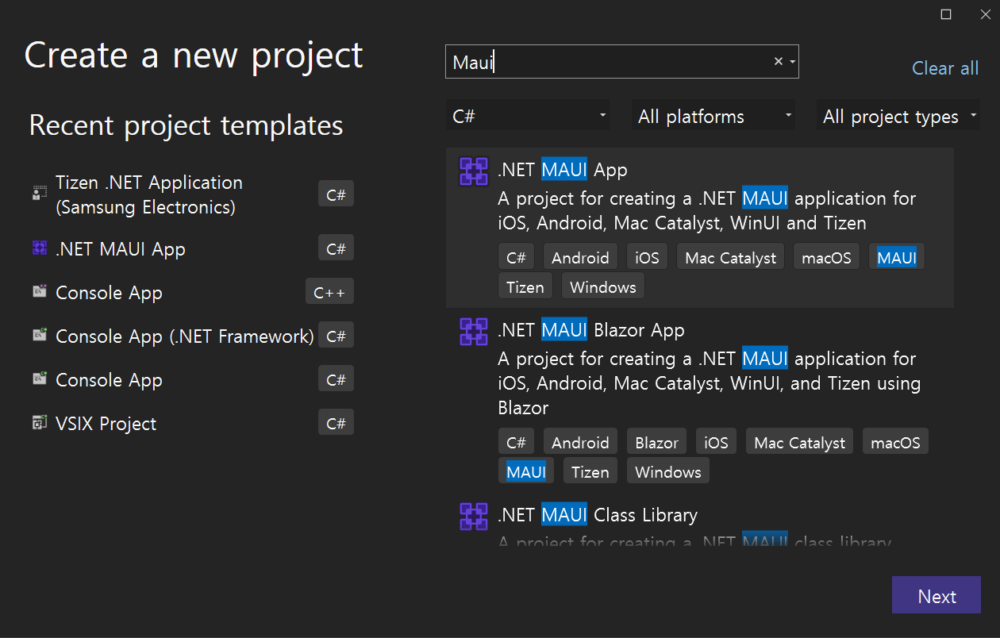 Create a new project
Maui
Clear all
C#
All platforms
All project types
Recent project templates
Tizen .NET Application
(Samsung Electronics)
C#
.NET MAUI App
C#
Console App
C++
Console App (.NET Framework)
C#
Console App
C#
VSIX Project
C#
.NET MAUI App
A project for creating a .NET MAUI application for
iOS, Android, Mac Catalyst, WinUI and Tizen
C#
Android
iOS
Mac Catalyst
macOS
MAUI
Tizen
Windows
.NET MAUI Blazor App
A project for creating a .NET MAUI application for
iOS, Android, Mac Catalyst, WinUI, and Tizen using
Blazor
C#
Android
Blazor
iOS
Mac Catalyst
macOS
MAUI
Tizen
Windows
.NET MAUI Class Library
A project for creating a .NET MAUI class library
Next